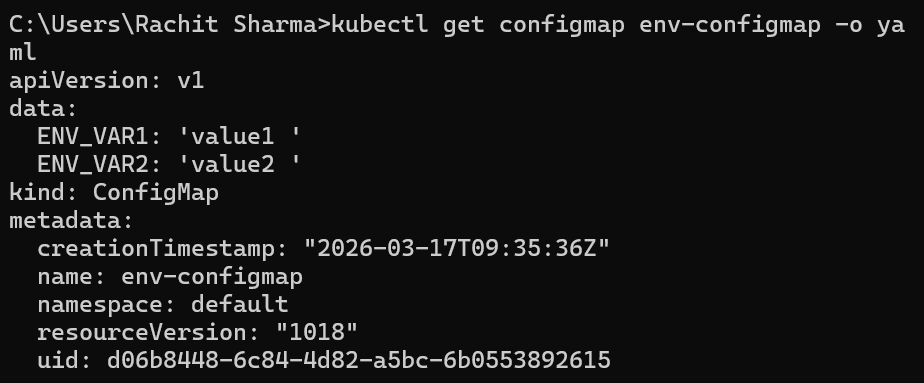 C:\Users\Rachit Sharma>kubectl get configmap env-configmap -o ya
ml
apiVersion: v1
data:
  ENV_VAR1: 'value1 '
  ENV_VAR2: 'value2 '
kind: ConfigMap
metadata:
  creationTimestamp: "2026-03-17T09:35:36Z"
  name: env-configmap
  namespace: default
  resourceVersion: "1018"
  uid: d06b8448-6c84-4d82-a5bc-6b0553892615